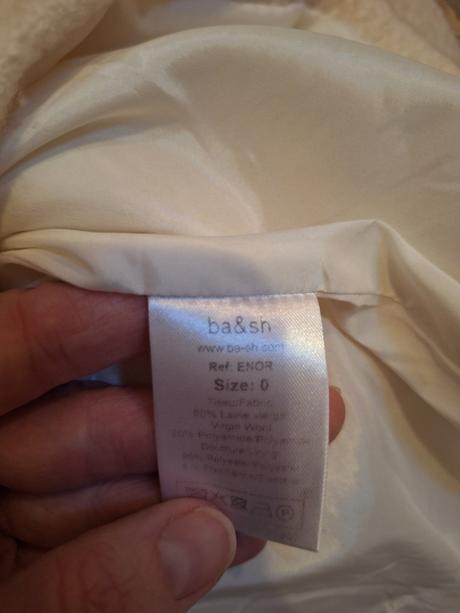 ba&sh
www.ba-sh.com
Ref: ENOR
Size: 0
Tissu/Fabric
80% Laine vierge
Virgin Wool
20% Polyamide/Polyamide
Doublure/Lining
Polyester/Polyester